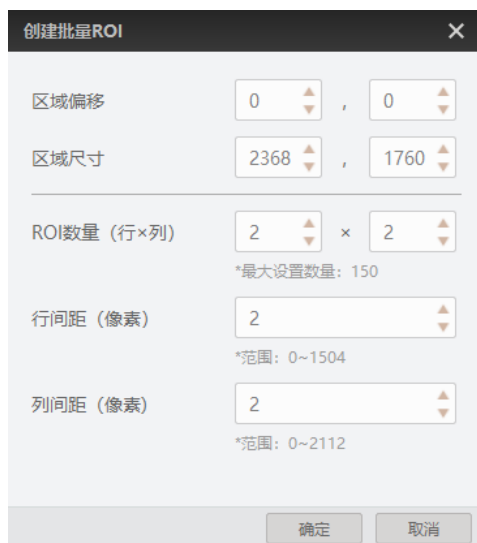 创建批量ROI
区域偏移 0 , 0
区域尺寸 2368 , 1760
ROI数量（行×列） 2 × 2
*最大设置数量：150
行间距（像素） 2
*范围：0~1504
列间距（像素） 2
*范围：0~2112
确定 取消